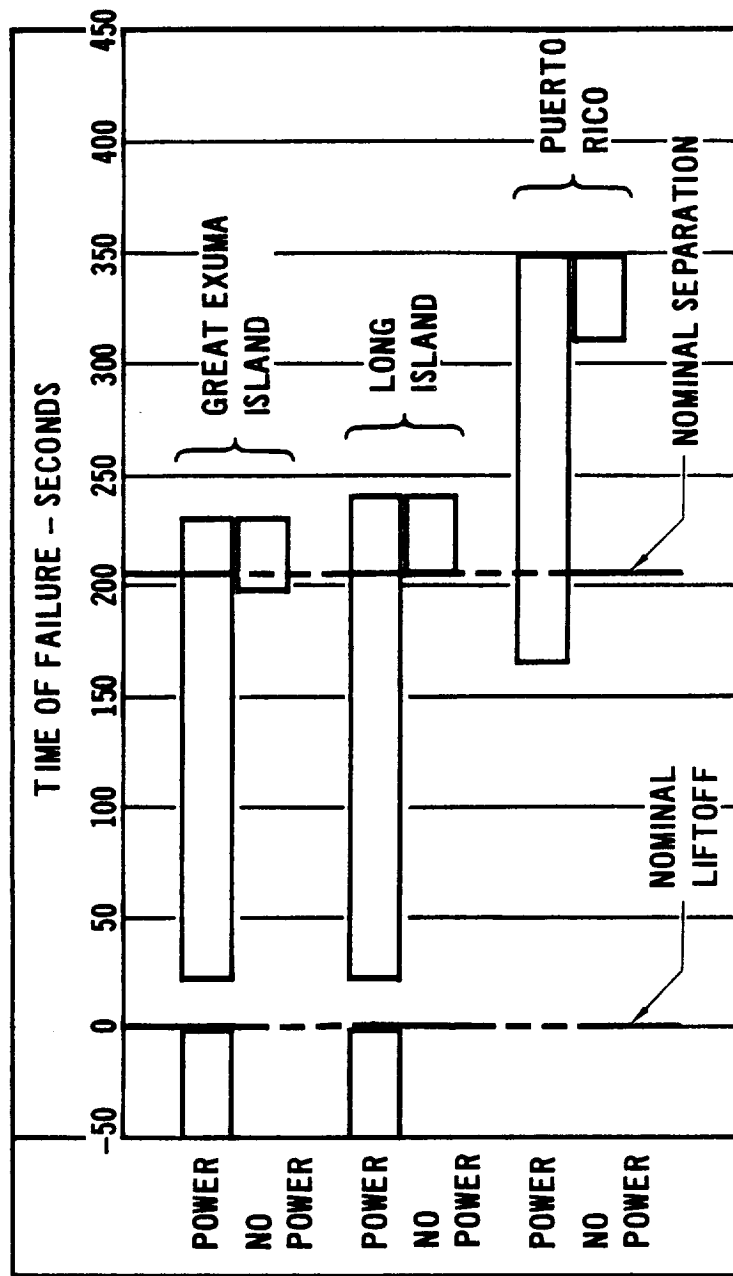 TIME OF FAILURE – SECONDS
–50 0 50 100 150 200 250 300 350 400 450
POWER
NO
POWER
GREAT EXUMA
ISLAND
POWER
NO
POWER
LONG
ISLAND
POWER
NO
POWER
PUERTO
RICO
NOMINAL
LIFTOFF
NOMINAL SEPARATION